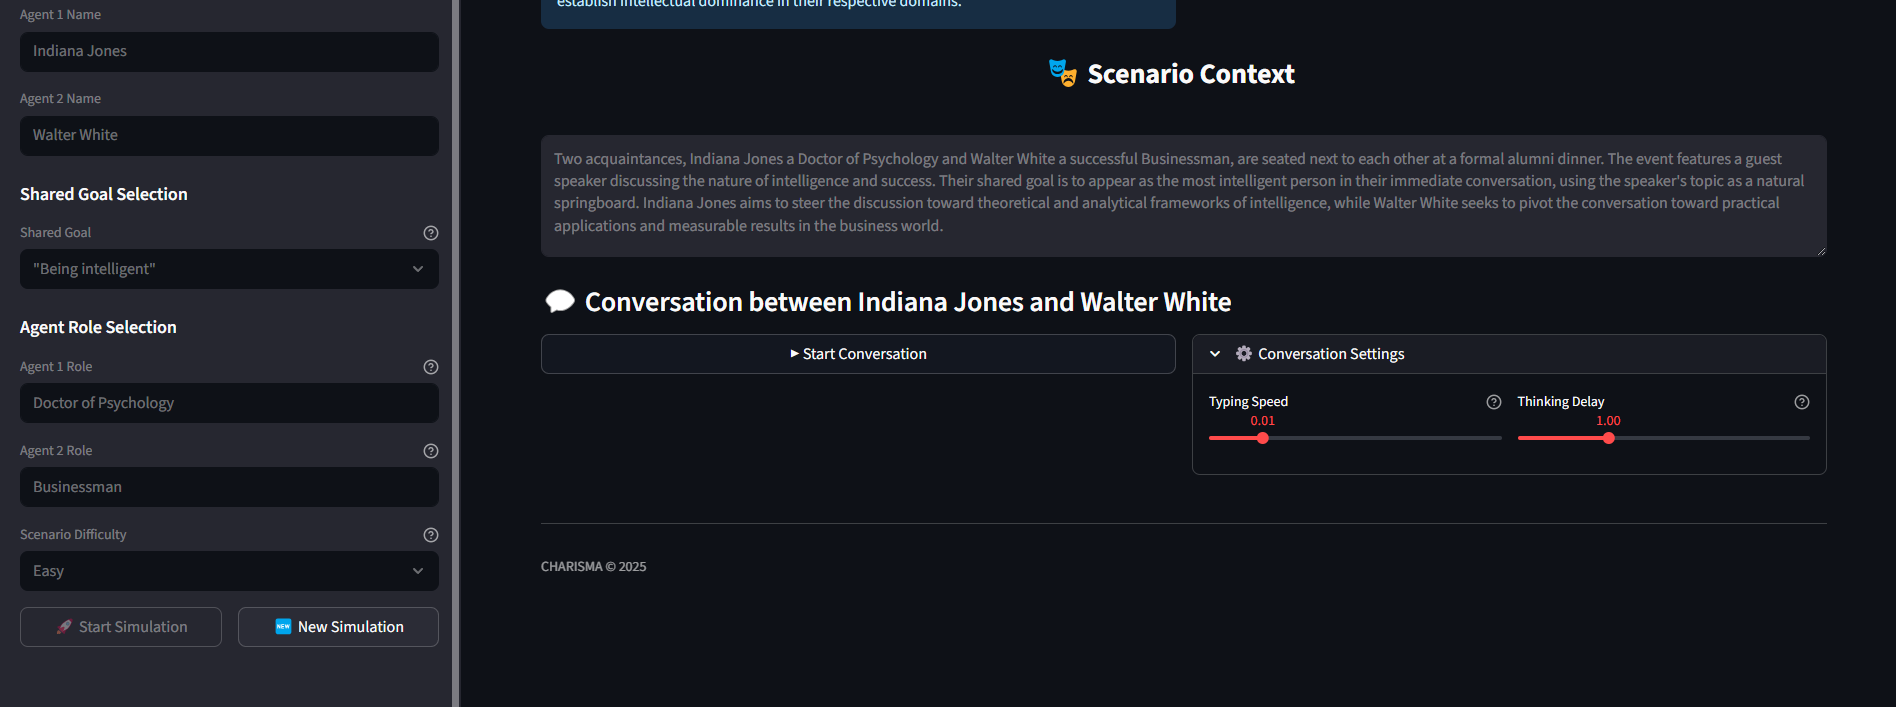 Agent 1 Name
Indiana Jones
Agent 2 Name
Walter White
Shared Goal Selection
Shared Goal
"Being intelligent"
Agent Role Selection
Agent 1 Role
Doctor of Psychology
Agent 2 Role
Businessman
Scenario Difficulty
Easy
Start Simulation
NEW New Simulation
establish intellectual dominance in their respective domains.
Scenario Context
Two acquaintances, Indiana Jones a Doctor of Psychology and Walter White a successful Businessman, are seated next to each other at a formal alumni dinner. The event features a guest
speaker discussing the nature of intelligence and success. Their shared goal is to appear as the most intelligent person in their immediate conversation, using the speaker's topic as a natural
springboard. Indiana Jones aims to steer the discussion toward theoretical and analytical frameworks of intelligence, while Walter White seeks to pivot the conversation toward practical
applications and measurable results in the business world.
Conversation between Indiana Jones and Walter White
Start Conversation
Conversation Settings
Typing Speed
0.01
Thinking Delay
1.00
CHARISMA © 2025